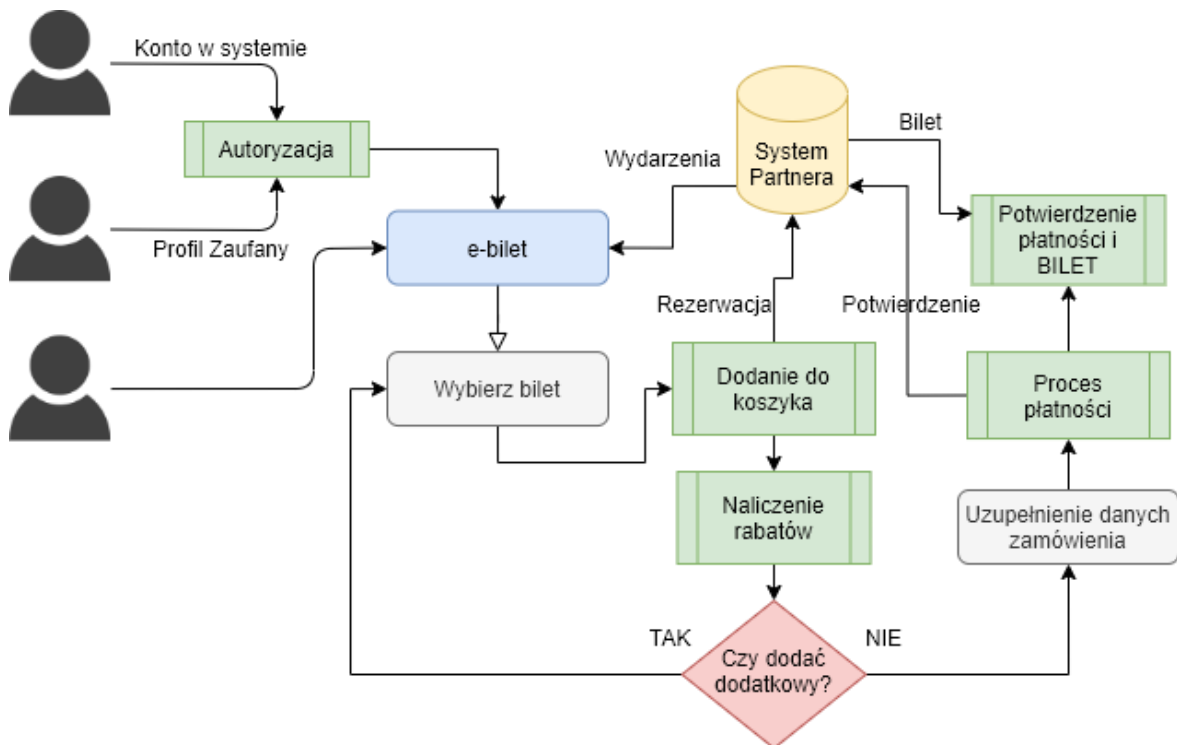 Konto w systemie
Autoryzacja
Profil Zaufany
Wydarzenia
System
Partnera
Bilet
e-bilet
Potwierdzenie
płatności i
BILET
Rezerwacja
Potwierdzenie
Wybierz bilet
Dodanie do
koszyka
Proces
płatności
Naliczenie
rabatów
Uzupełnienie danych
zamówienia
TAK
NIE
Czy dodać
dodatkowy?